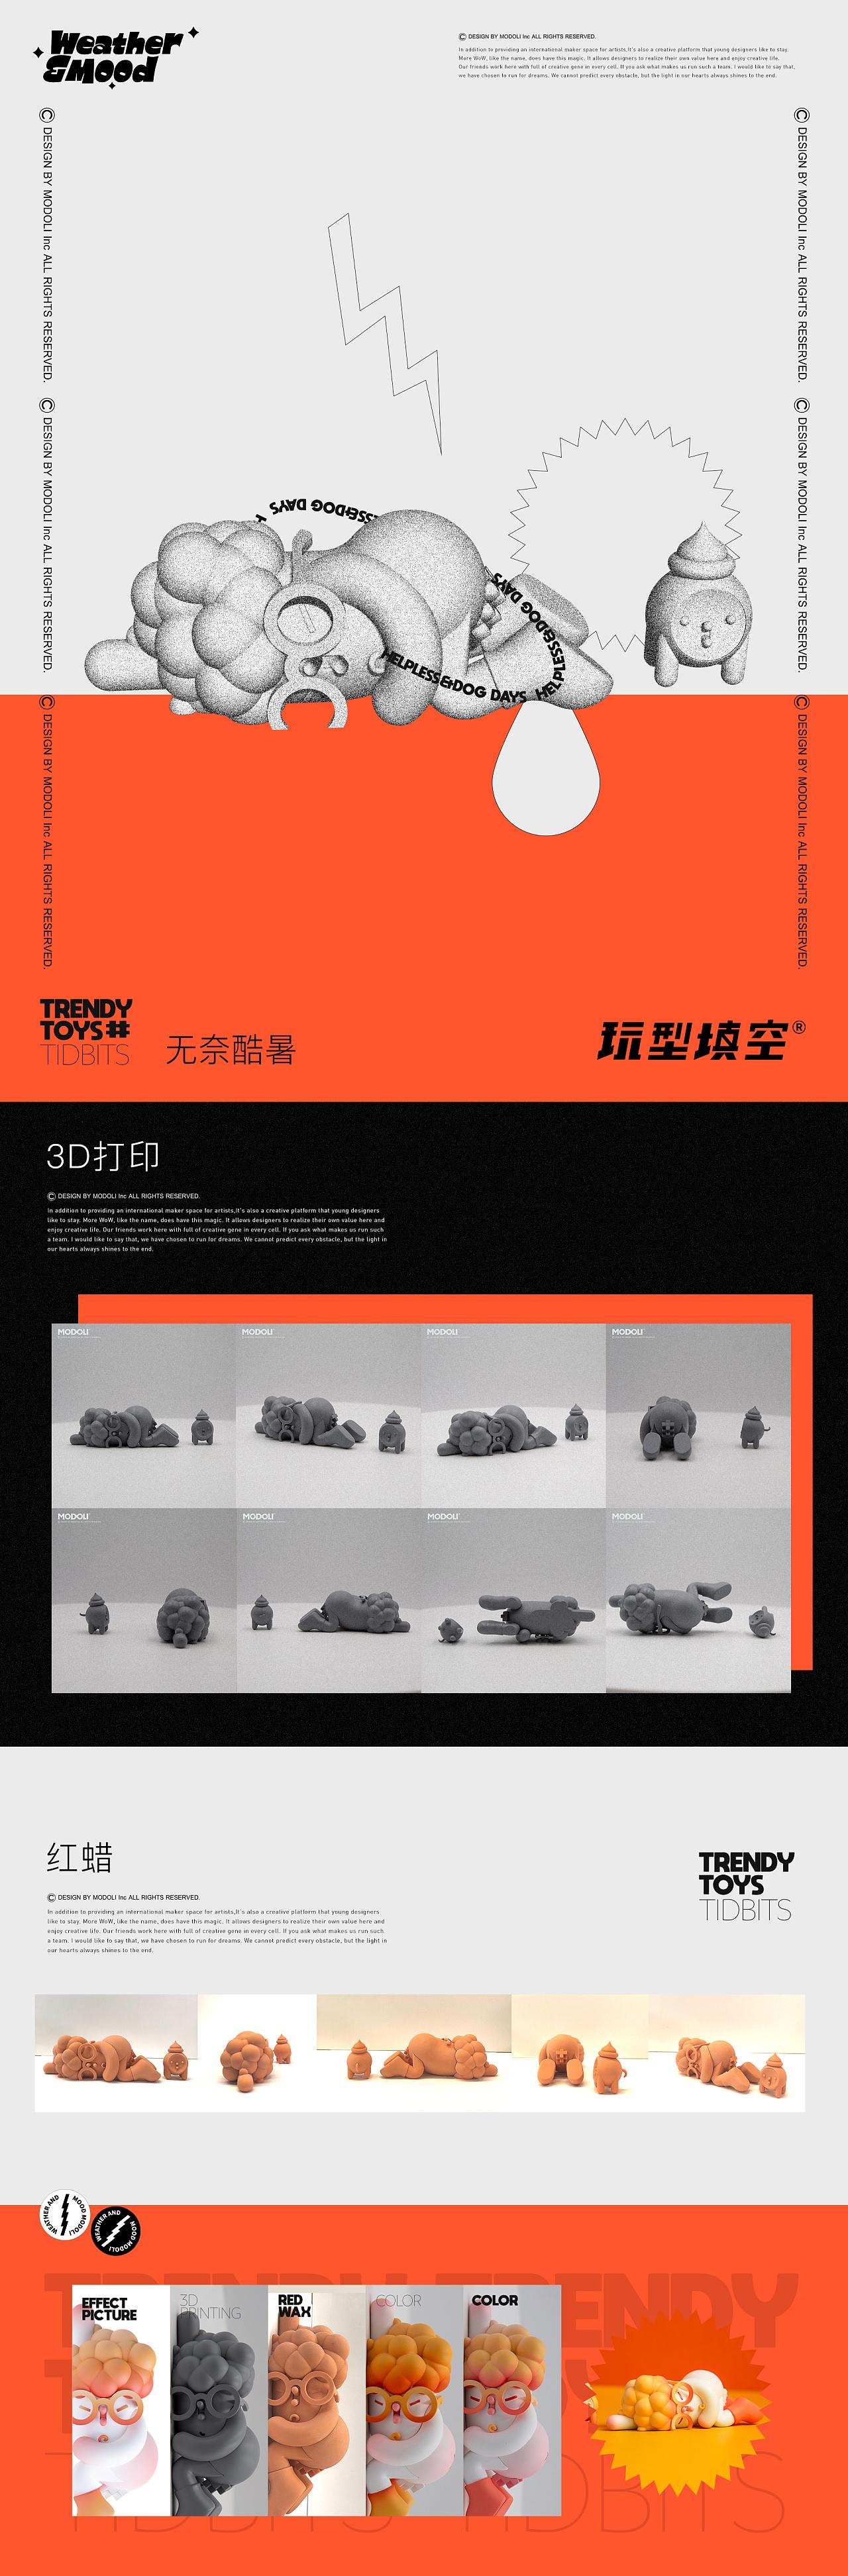 Weather
&Mood
© DESIGN BY MODOLI Inc ALL RIGHTS RESERVED.
In addition to providing an international maker space for artists,It's also a creative platform that young designers like to stay.
More WoW, like the name, does have this magic. It allows designers to realize their own value here and enjoy creative life.
Our friends work here with full of creative gene in every cell. If you ask what makes us run such a team. I would like to say that,
we have chosen to run for dreams. We cannot predict every obstacle, but the light in our hearts always shines to the end.
© DESIGN BY MODOLI Inc ALL RIGHTS RESERVED.
© DESIGN BY MODOLI Inc ALL RIGHTS RESERVED.
© DESIGN BY MODOLI Inc ALL RIGHTS RESERVED.
© DESIGN BY MODOLI Inc ALL RIGHTS RESERVED.
© DESIGN BY MODOLI Inc ALL RIGHTS RESERVED.
© DESIGN BY MODOLI Inc ALL RIGHTS RESERVED.
SS&DOG DAYS H
HELPLESS&DOG DAYS HELPLESS&DOG DAYS
TRENDY
TOYS#
TIDBITS
无奈酷暑
玩型填空®
3D打印
© DESIGN BY MODOLI Inc ALL RIGHTS RESERVED.
In addition to providing an international maker space for artists,It's also a creative platform that young designers
like to stay. More WoW, like the name, does have this magic. It allows designers to realize their own value here and
enjoy creative life. Our friends work here with full of creative gene in every cell. If you ask what makes us run such
a team. I would like to say that, we have chosen to run for dreams. We cannot predict every obstacle, but the light in
our hearts always shines to the end.
MODOLI
MODOLI
MODOLI
MODOLI
MODOLI
MODOLI
MODOLI
MODOLI
红蜡
© DESIGN BY MODOLI Inc ALL RIGHTS RESERVED.
In addition to providing an international maker space for artists,It's also a creative platform that young designers
like to stay. More WoW, like the name, does have this magic. It allows designers to realize their own value here and
enjoy creative life. Our friends work here with full of creative gene in every cell. If you ask what makes us run such
a team. I would like to say that, we have chosen to run for dreams. We cannot predict every obstacle, but the light in
our hearts always shines to the end.
TRENDY
TOYS
TIDBITS
WEATHER AND MOOD MODOLI
WEATHER AND MOOD MODOLI
TRENDY TRENDY
TIDBITS TIDBITS
EFFECT
PICTURE
3D
PRINTING
RED
WAX
COLOR
COLOR